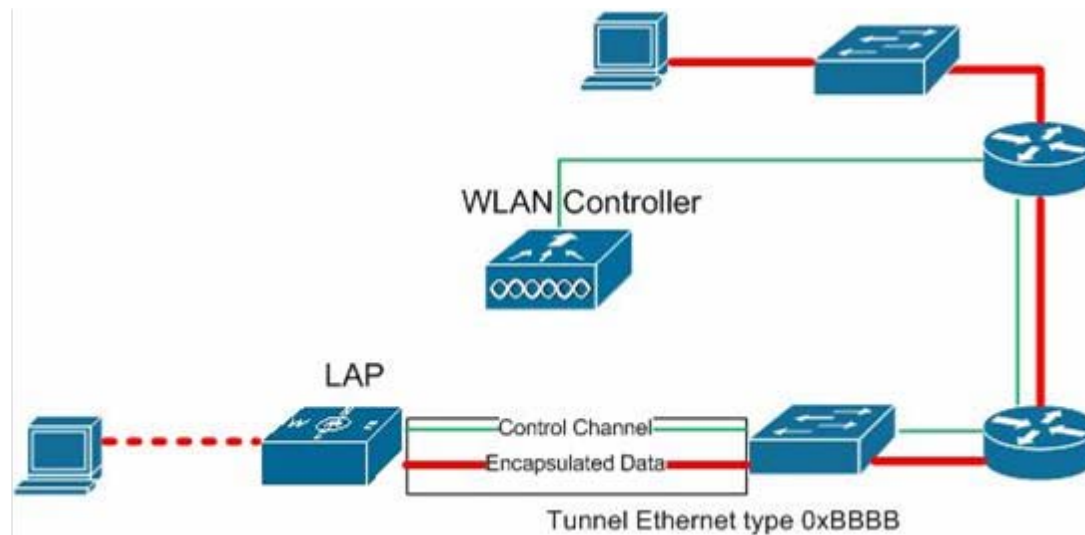 WLAN Controller
LAP
Control Channel
Encapsulated Data
Tunnel Ethernet type 0xBBBB